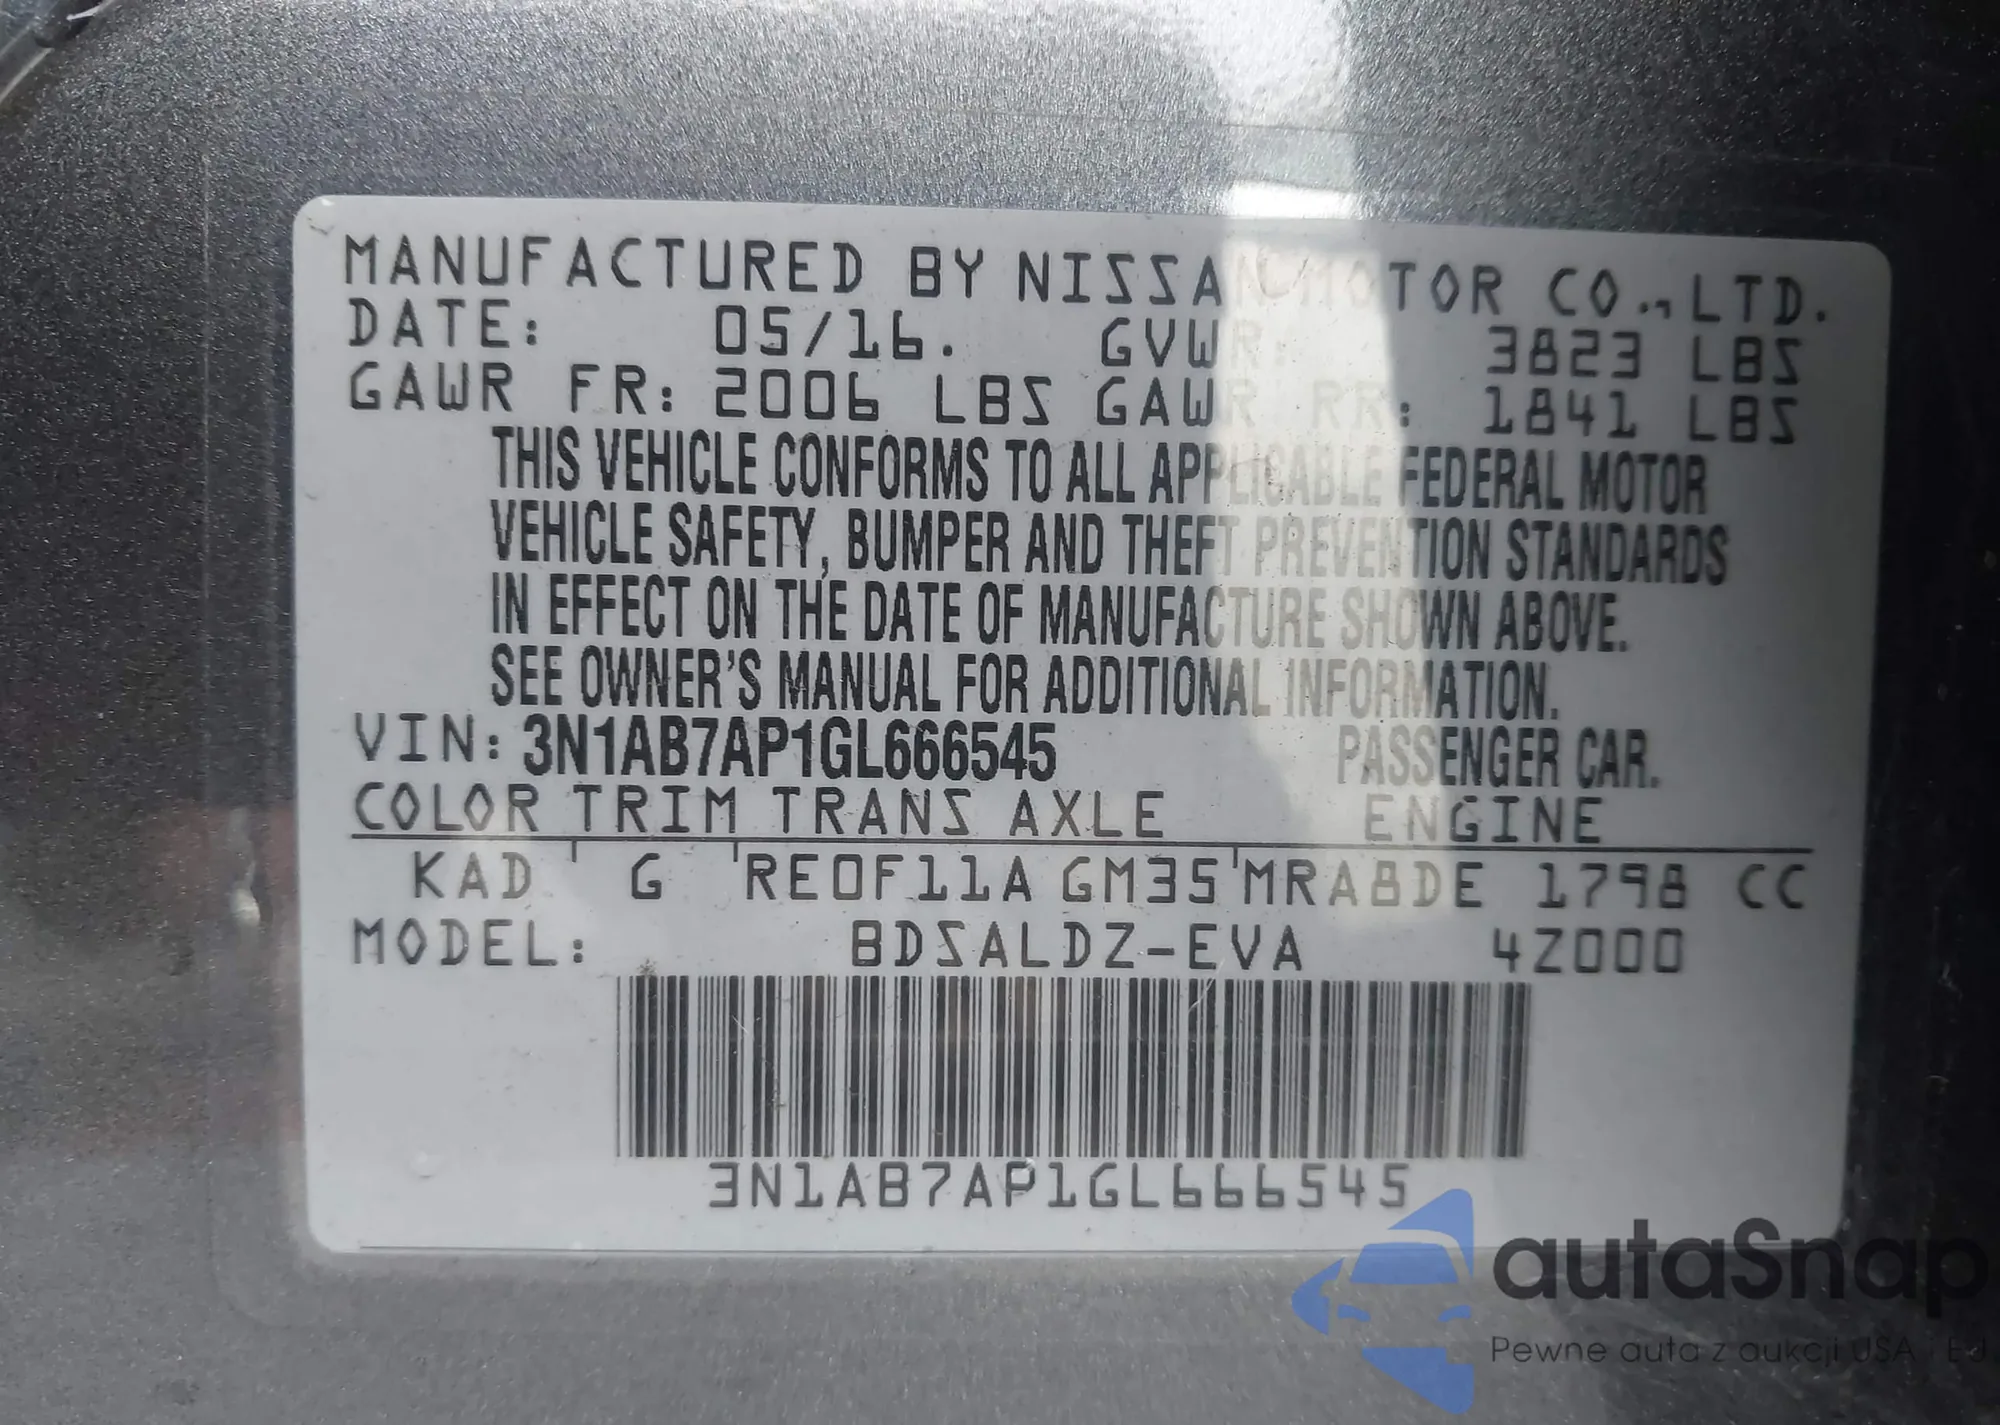 MANUFACTURED BY NISSAN MOTOR CO., LTD.
DATE: 05/16. GVWR: 3823 LBS
GAWR FR: 2006 LBS GAWR RR: 1841 LBS
THIS VEHICLE CONFORMS TO ALL APPLICABLE FEDERAL MOTOR
VEHICLE SAFETY, BUMPER AND THEFT PREVENTION STANDARDS
IN EFFECT ON THE DATE OF MANUFACTURE SHOWN ABOVE.
SEE OWNER'S MANUAL FOR ADDITIONAL INFORMATION.
VIN: 3N1AB7AP1GL666545 PASSENGER CAR.
COLOR TRIM TRANS AXLE ENGINE
KAD G RE0F11A GM35 MRA8DE 1798 CC
MODEL: BDSALDZ-EVA 4Z000
3N1AB7AP1GL666545
autaSnap
Pewne auta z aukcji USA i EU